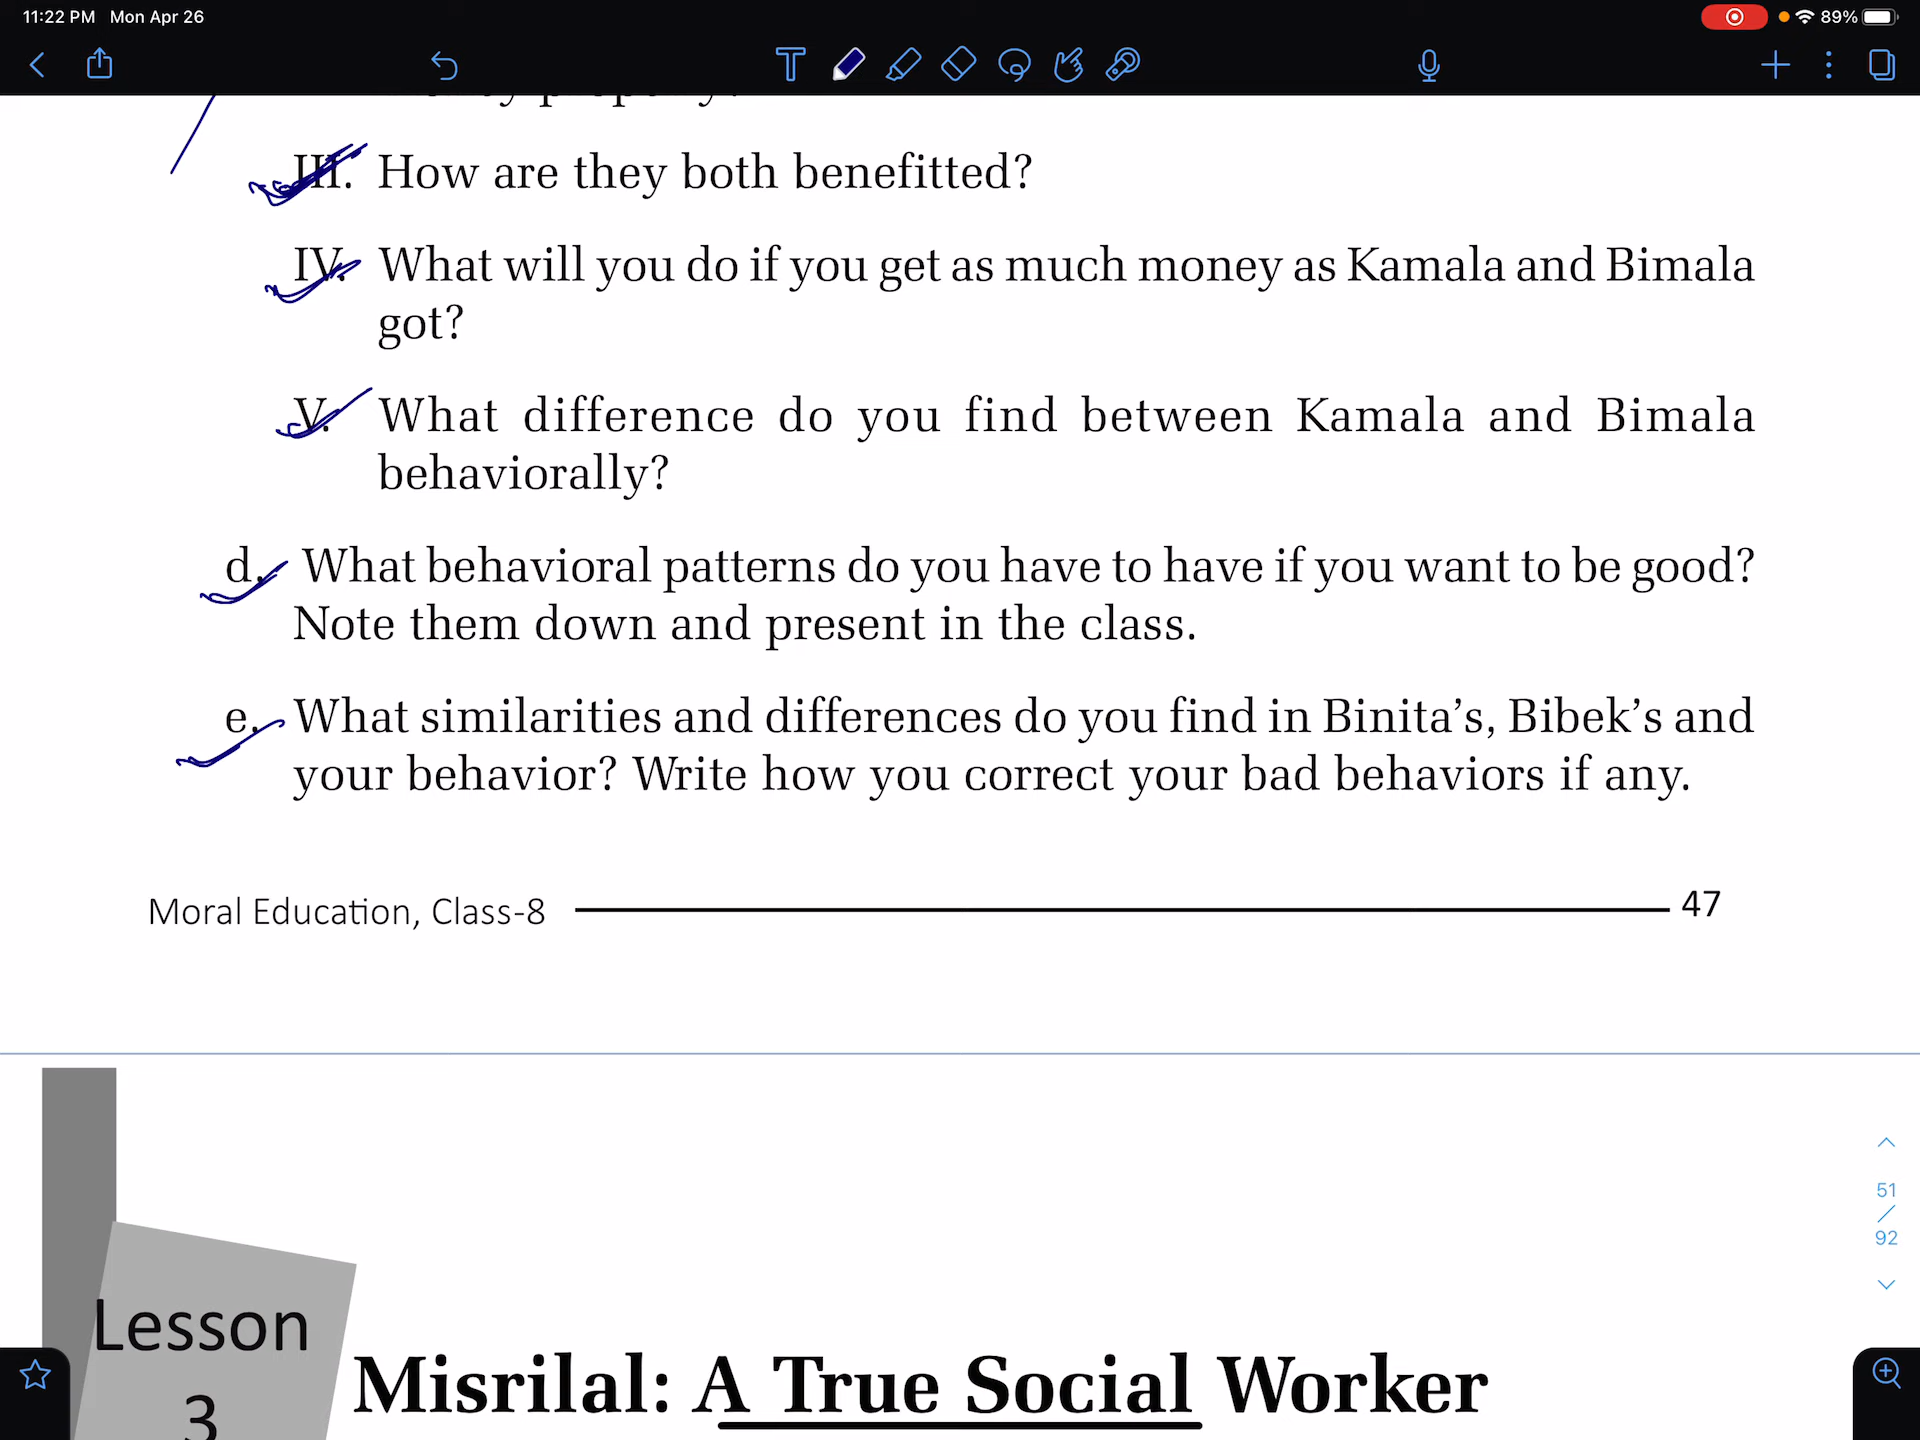 11:22 PM Mon Apr 26
89%
III. How are they both benefitted?
IV. What will you do if you get as much money as Kamala and Bimala
got?
V. What difference do you find between Kamala and Bimala
behaviorally?
d. What behavioral patterns do you have to have if you want to be good?
Note them down and present in the class.
e. What similarities and differences do you find in Binita’s, Bibek’s and
your behavior? Write how you correct your bad behaviors if any.
Moral Education, Class-8 47
51
/
92
Lesson
3
Misrilal: A True Social Worker